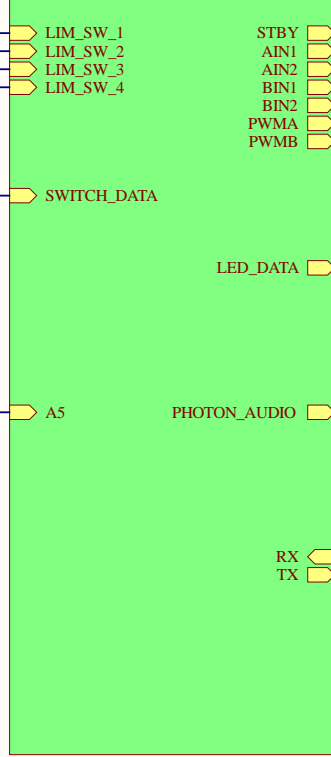 LIM_SW_1 STBY
LIM_SW_2 AIN1
LIM_SW_3 AIN2
LIM_SW_4 BIN1
BIN2
PWMA
PWMB
SWITCH_DATA
LED_DATA
A5 PHOTON_AUDIO
RX
TX